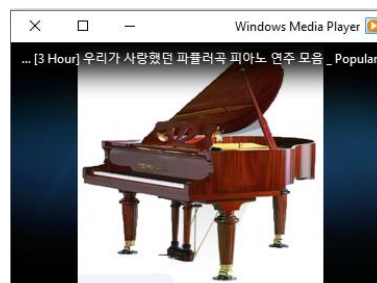 Windows Media Player
... [3 Hour] 우리가 사랑했던 파퓰러곡 피아노 연주 모음 _ Popular